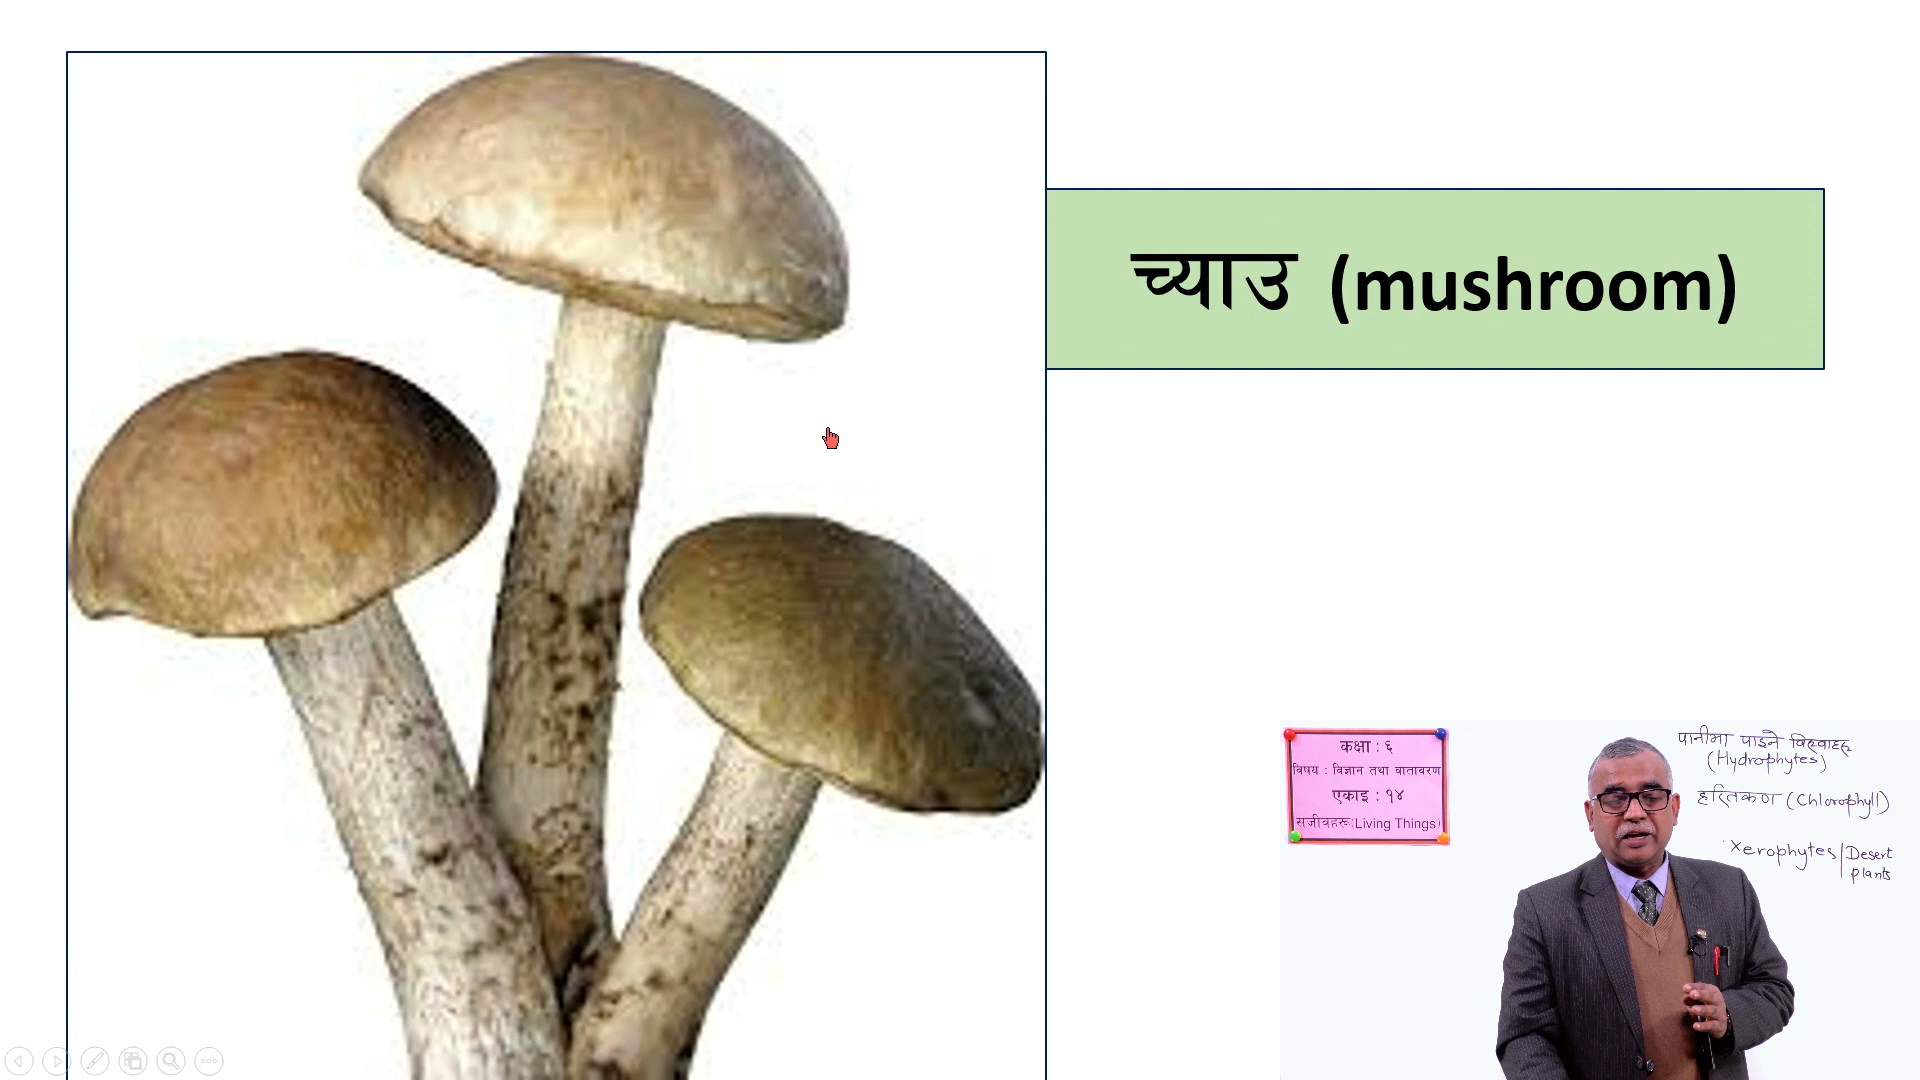 च्याउ (mushroom)
कक्षा : ६
विषय : विज्ञान तथा वातावरण
एकाइ : १४
सजीवहरू(Living Things)
पानीमा पाइने बिरुवाहरू
(Hydrophytes)
हरितकण (Chlorophyll)
Xerophytes/Desert
plants